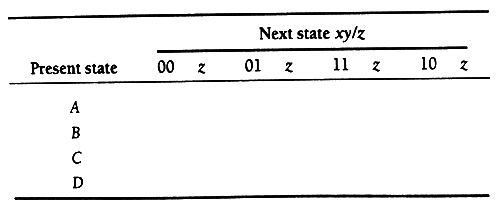 Next state xy/z
Present state 00 z 01 z 11 z 10 z
A
B
C
D